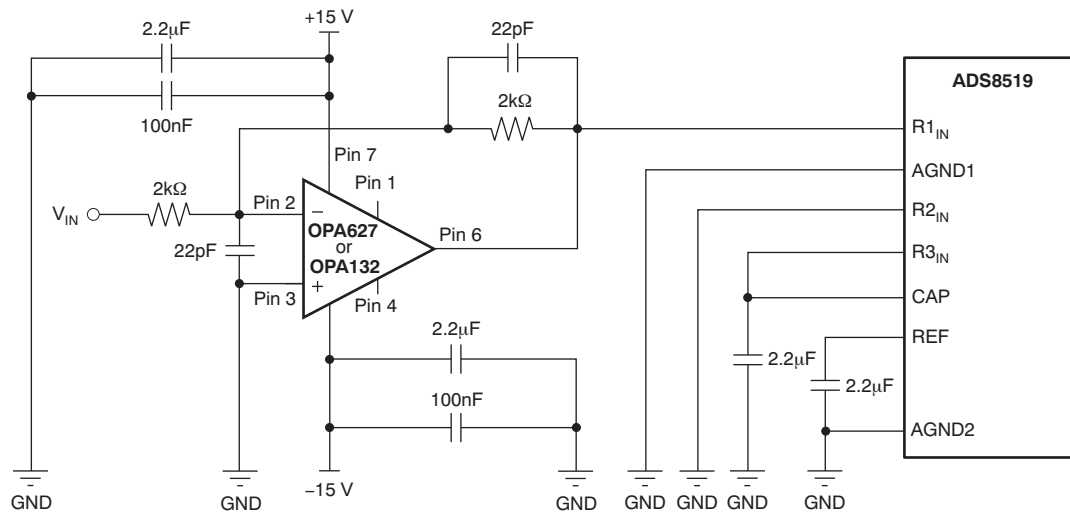 +15 V
2.2μF
22pF
ADS8519
100nF
2kΩ
R1IN
Pin 7
AGND1
Pin 1
2kΩ
VIN
Pin 2
−
R2IN
OPA627
or
OPA132
Pin 6
22pF
R3IN
+
Pin 3
Pin 4
CAP
2.2μF
REF
2.2μF
2.2μF
100nF
AGND2
GND
GND
−15 V
GND
GND
GND
GND
GND